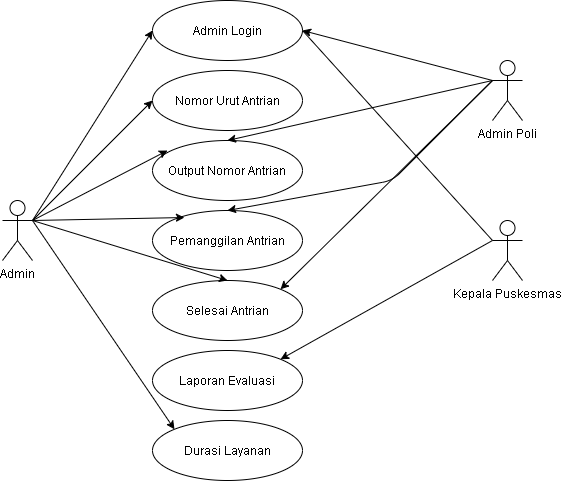 Admin Login
Nomor Urut Antrian
Output Nomor Antrian
Pemanggilan Antrian
Selesai Antrian
Laporan Evaluasi
Durasi Layanan
Admin
Admin Poli
Kepala Puskesmas